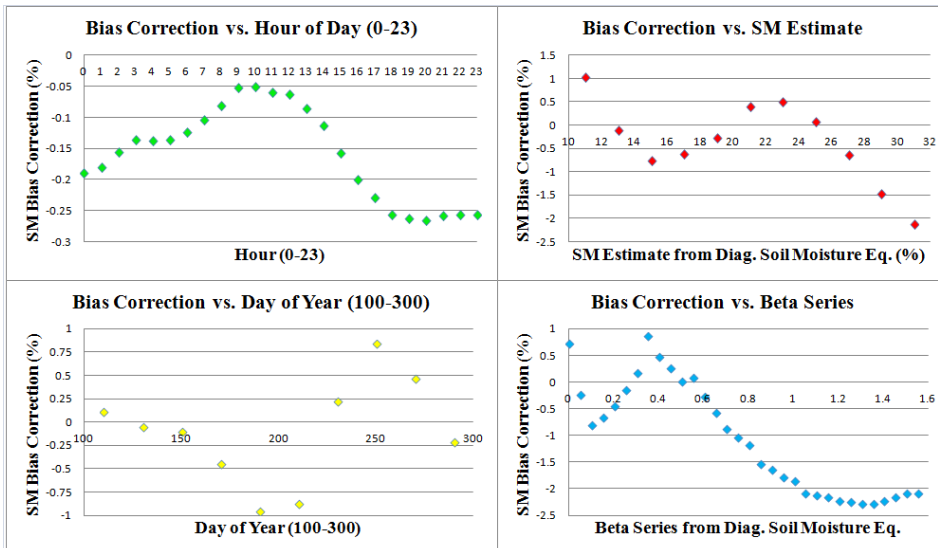 Bias Correction vs. Hour of Day (0-23)
SM Bias Correction (%)
0
-0.05
-0.1
-0.15
-0.2
-0.25
-0.3
0 1 2 3 4 5 6 7 8 9 10 11 12 13 14 15 16 17 18 19 20 21 22 23
Hour (0-23)
Bias Correction vs. SM Estimate
SM Bias Correction (%)
1.5
1
0.5
0
-0.5
-1
-1.5
-2
-2.5
10 12 14 16 18 20 22 24 26 28 30 32
SM Estimate from Diag. Soil Moisture Eq. (%)
Bias Correction vs. Day of Year (100-300)
SM Bias Correction (%)
1
0.75
0.5
0.25
0
-0.25
-0.5
-0.75
-1
100 150 200 250 300
Day of Year (100-300)
Bias Correction vs. Beta Series
SM Bias Correction (%)
1
0.5
0
-0.5
-1
-1.5
-2
-2.5
0 0.2 0.4 0.6 0.8 1 1.2 1.4 1.6
Beta Series from Diag. Soil Moisture Eq.